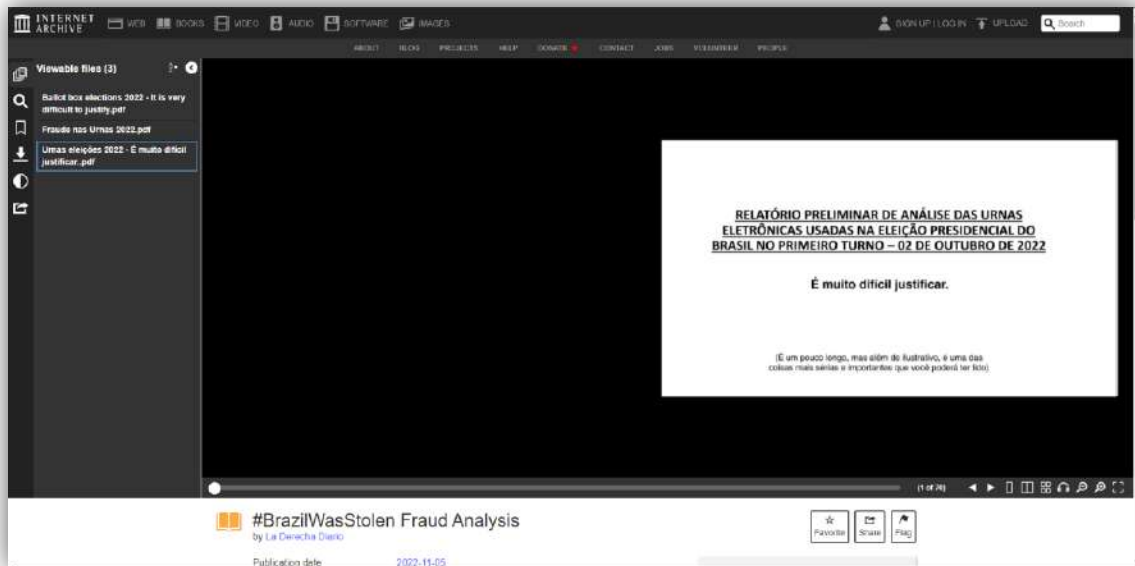 INTERNET ARCHIVE WEB BOOKS VIDEO AUDIO SOFTWARE IMAGES SIGN UP | LOG IN UPLOAD Search
ABOUT BLOG PROJECTS HELP DONATE CONTACT JOBS VOLUNTEER PEOPLE
Viewable files (3)
Ballot box elections 2022 - It is very
difficult to justify.pdf
Fraude nas Urnas 2022.pdf
Urnas eleições 2022 - É muito difícil
justificar..pdf
RELATÓRIO PRELIMINAR DE ANÁLISE DAS URNAS
ELETRÔNICAS USADAS NA ELEIÇÃO PRESIDENCIAL DO
BRASIL NO PRIMEIRO TURNO – 02 DE OUTUBRO DE 2022
É muito difícil justificar.
(É um pouco longo, mas além de ilustrativo, é uma das
coisas mais sérias e importantes que você poderá ter lido)
(1 of 70)
#BrazilWasStolen Fraud Analysis
by La Derecha Diario
Favorite Share Flag
Publication date 2022-11-05